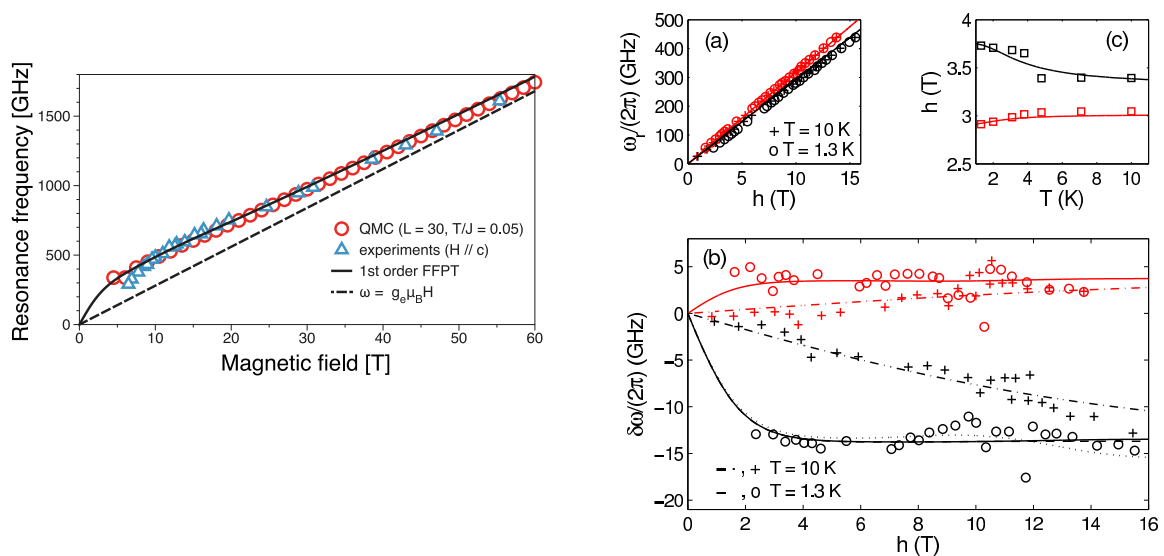 Resonance frequency [GHz]
1500
1000
500
0
0
10
20
30
40
50
60
Magnetic field [T]
QMC (L = 30, T/J = 0.05)
experiments (H // c)
1st order FFPT
ω = gₑμ_BH
(a)
ω_r/(2π) (GHz)
500
400
300
200
100
0
0
5
10
15
h (T)
+ T = 10 K
o T = 1.3 K
(c)
h (T)
4
3.5
3
2.5
2
4
6
8
10
T (K)
(b)
δω/(2π) (GHz)
5
0
−5
−10
−15
−20
0
2
4
6
8
10
12
14
16
h (T)
, + T = 10 K
, o T = 1.3 K